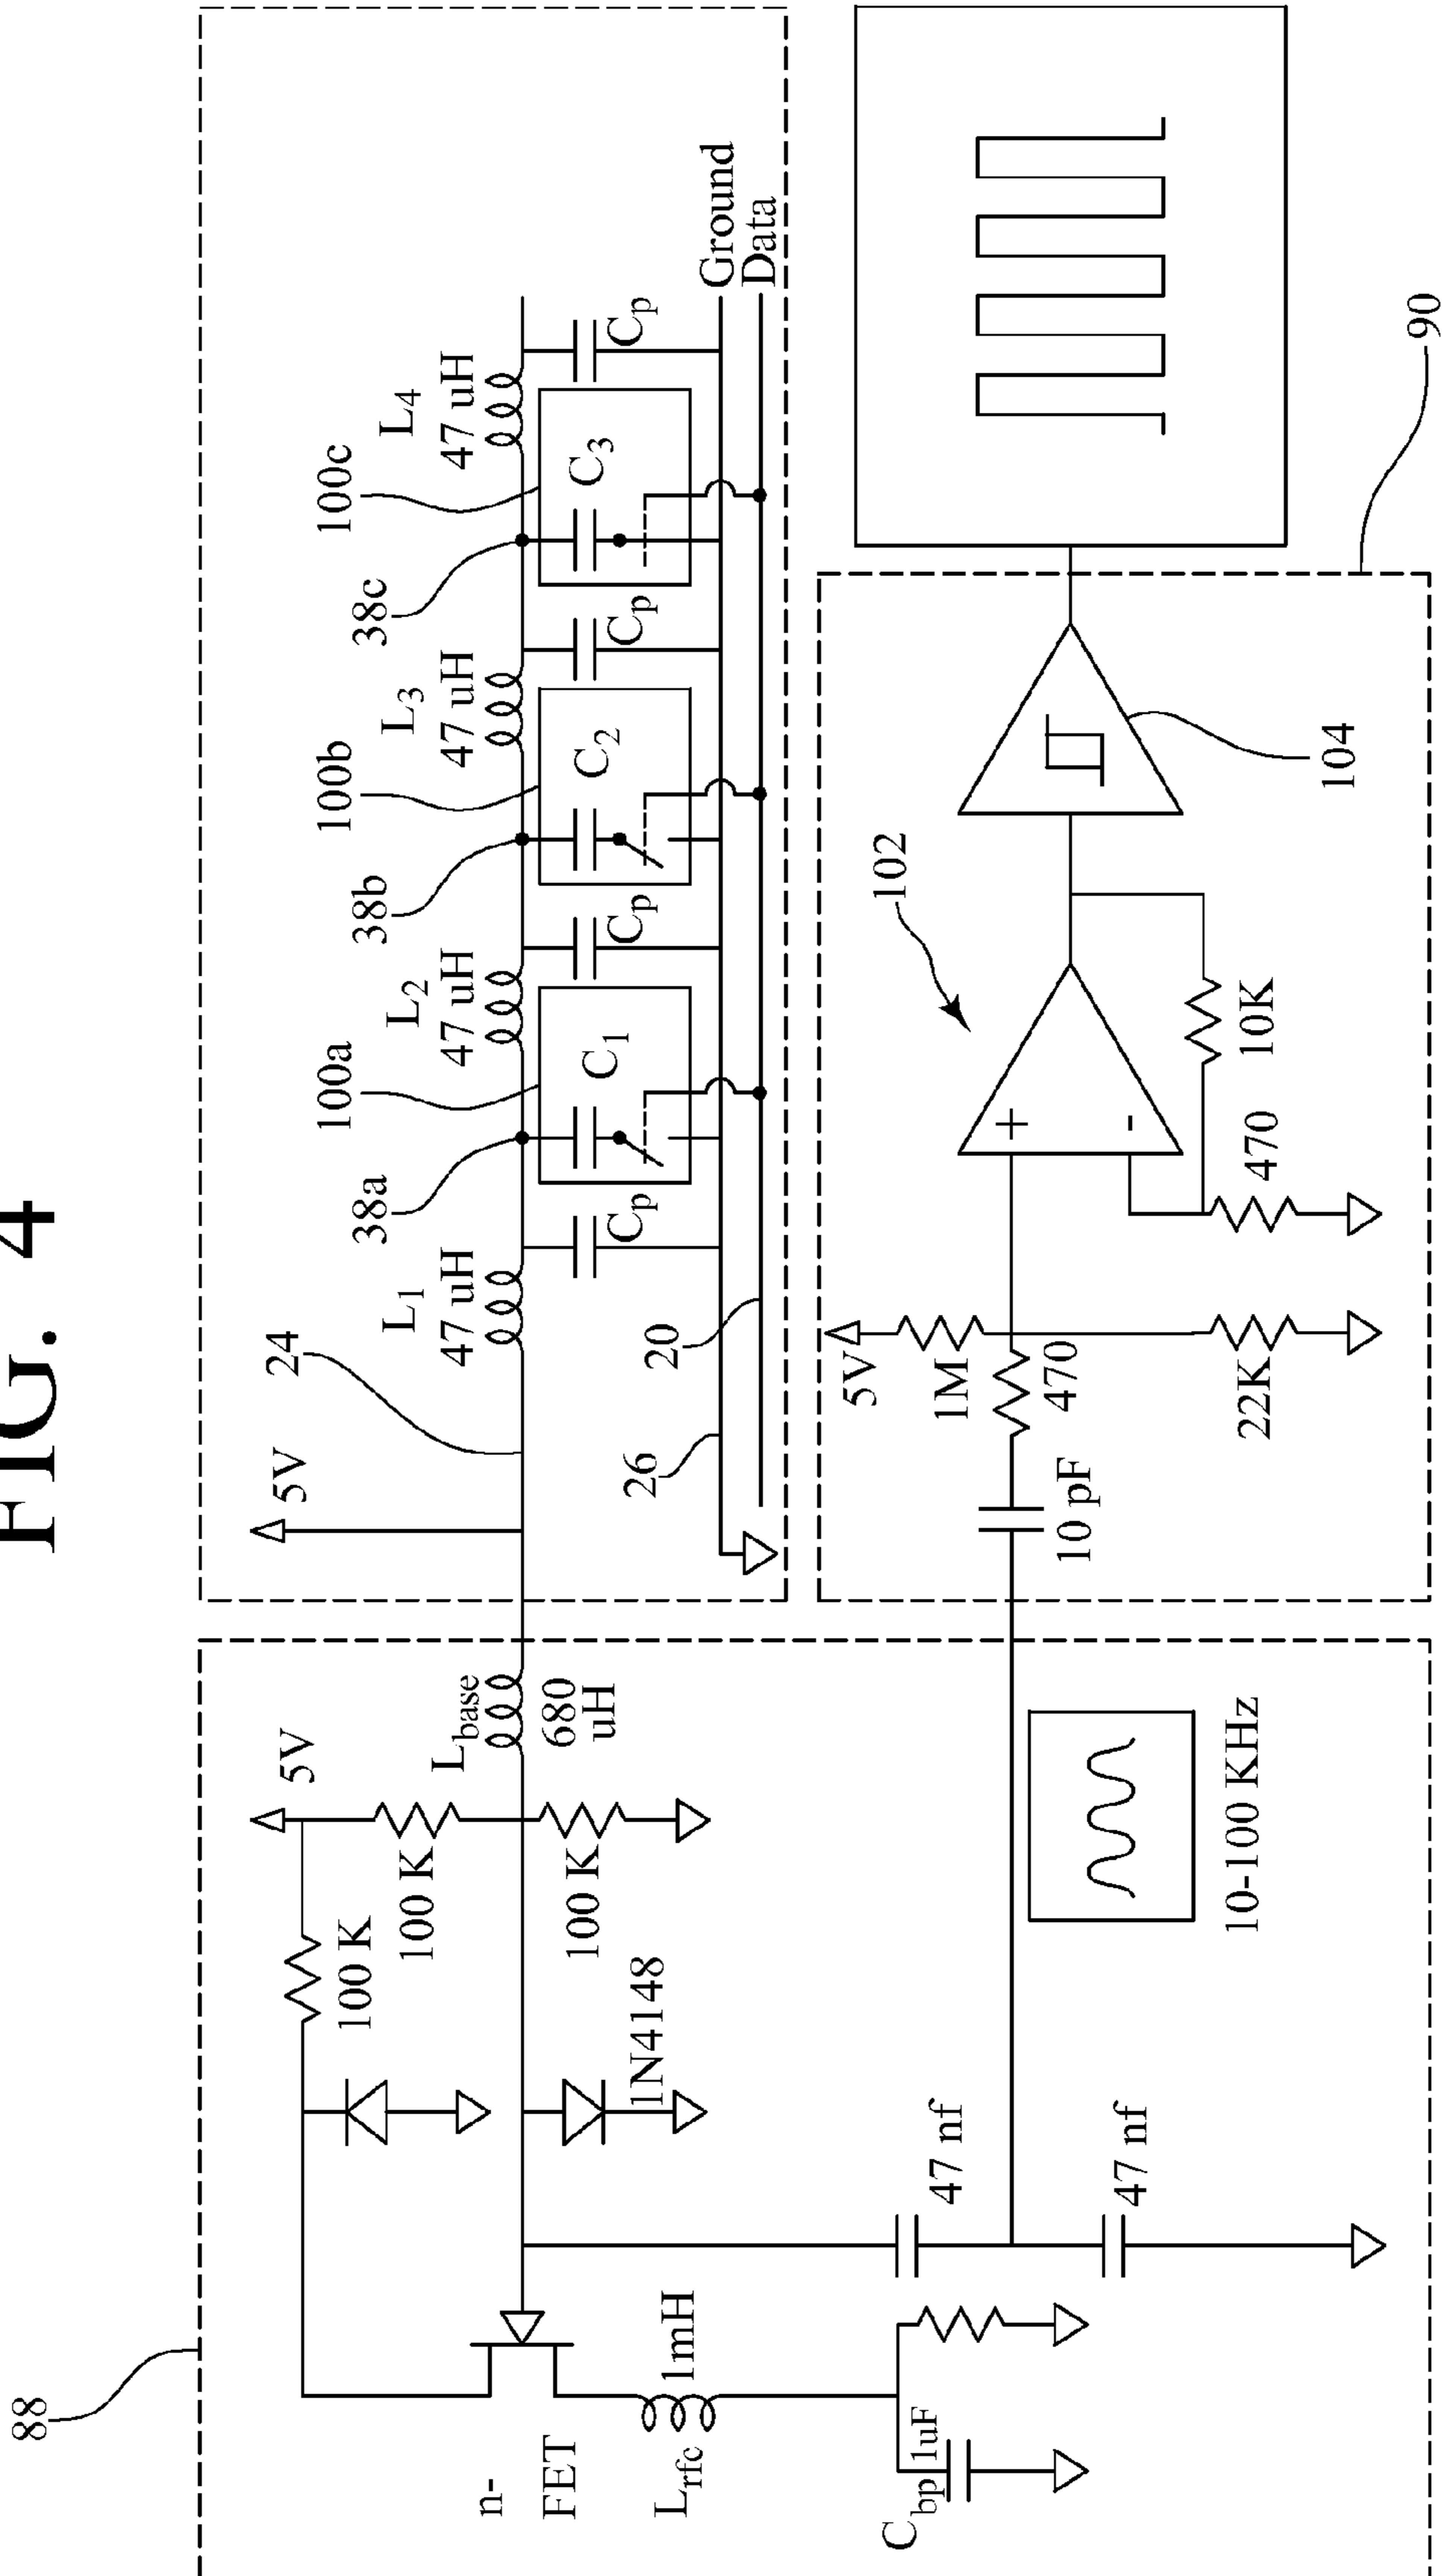 FIG. 4
88
5V
100 K
100 K
100 K
1N4148
n-
FET
L_rfc
1mH
C_bp 1uF
47 nf
47 nf
L_base
680
uH
10-100 KHz
5V
24
L1
47 uH
L2
47 uH
L3
47 uH
L4
47 uH
38a
100a
38b
100b
38c
100c
Cp
C1
Cp
C2
Cp
C3
Cp
Ground
Data
26
20
5V
1M
10 pF
470
22K
102
+
-
470
10K
104
90